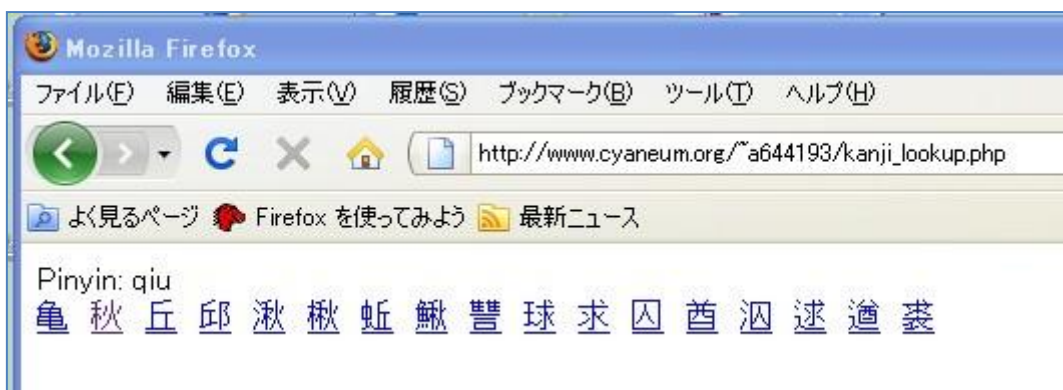 Mozilla Firefox
ファイル(F) 編集(E) 表示(V) 履歴(S) ブックマーク(B) ツール(T) ヘルプ(H)
http://www.cyaneum.org/~a644193/kanji_lookup.php
よく見るページ Firefox を使ってみよう 最新ニュース
Pinyin: qiu
亀 秋 丘 邱 湫 楸 蚯 鰍 讐 球 求 囚 酋 泅 逑 遒 裘